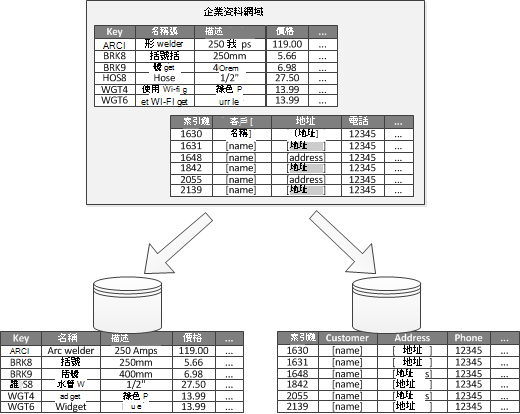 企業資料網域
Key 名稱號 描述 價格 ...
ARCI 形 welder 250 我 ps 119.00 ...
BRK8 括號括 250mm 5.66 ...
BRK9 get 4Orem 6.98 ...
HOS8 Hose 1/2" 27.50 ...
WGT4 使用 Wi-fi g 綠色 P 13.99 ...
WGT6 et WI-FI get urr le 13.99 ...
索引鍵 客戶 [ 地址 電話 ...
1630 名稱] [地址] 12345 ...
1631 [name] [地址 ] 12345 ...
1648 [name] address] 12345 ...
1842 [name] [地址 ] 12345 ...
2055 [name] address] 12345 ...
2139 [name] [地址 ] 12345 ...
Key 名稱 描述 價格 ...
ARCI Arc welder 250 Amps 119.00 ...
BRK8 括號 250mm 5.66 ...
BRK9 括號 400mm 6.98 ...
S8 水管 W 1/2" 27.50 ...
WGT4 ad get 綠色 P 13.99 ...
WGT6 Widget u e 13.99 ...
索引鍵 Customer Address Phone ...
1630 [name] [ 地址 ] 12345 ...
1631 [name] [ 地址 ] 12345 ...
1648 [name] [地址 s] 12345 ...
1842 [name] [ 地址 ] 12345 ...
2055 [name] [地址 s] 12345 ...
2139 [name] [ 地址 ] 12345 ...